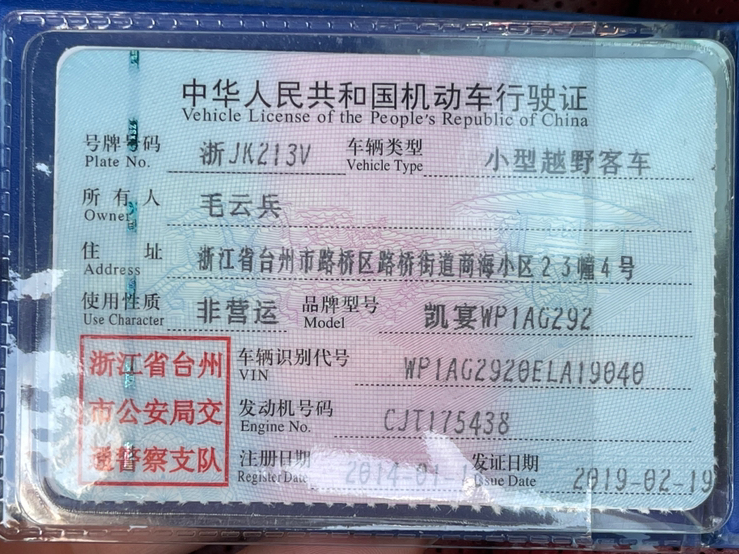 中华人民共和国机动车行驶证
Vehicle License of the People's Republic of China
号牌号码 浙JK213V 车辆类型 小型越野客车
Plate No. Vehicle Type
所有人 毛云兵
Owner
住址 浙江省台州市路桥区路桥街道商海小区23幢4号
Address
使用性质 非营运 品牌型号 凯宴WP1AG292
Use Character Model
浙江省台州 车辆识别代号 WP1AG2920ELA19040
VIN
市公安局交 发动机号码 CJT175438
Engine No.
通警察支队 注册日期 2014-01-1 发证日期 2019-02-19
Register Date Issue Date